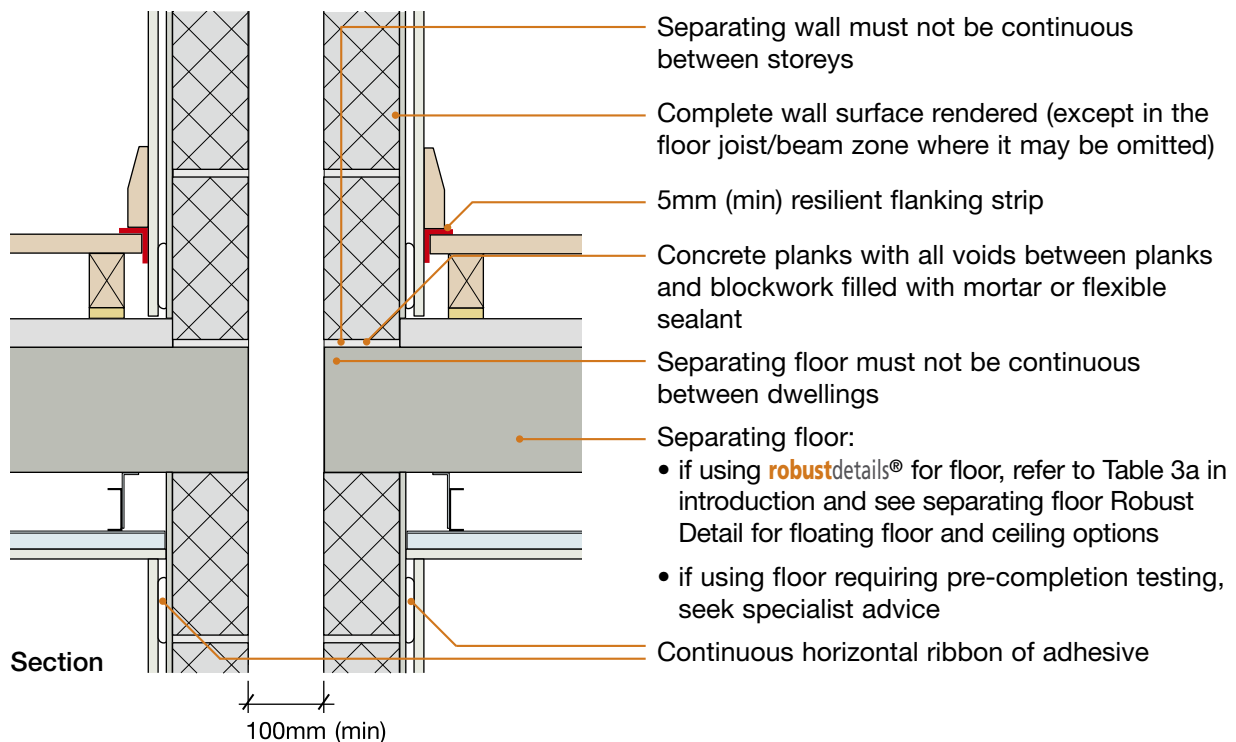 Separating wall must not be continuous
between storeys
Complete wall surface rendered (except in the
floor joist/beam zone where it may be omitted)
5mm (min) resilient flanking strip
Concrete planks with all voids between planks
and blockwork filled with mortar or flexible
sealant
Separating floor must not be continuous
between dwellings
Separating floor:
• if using robustdetails® for floor, refer to Table 3a in
introduction and see separating floor Robust
Detail for floating floor and ceiling options
• if using floor requiring pre-completion testing,
seek specialist advice
Continuous horizontal ribbon of adhesive
Section
100mm (min)